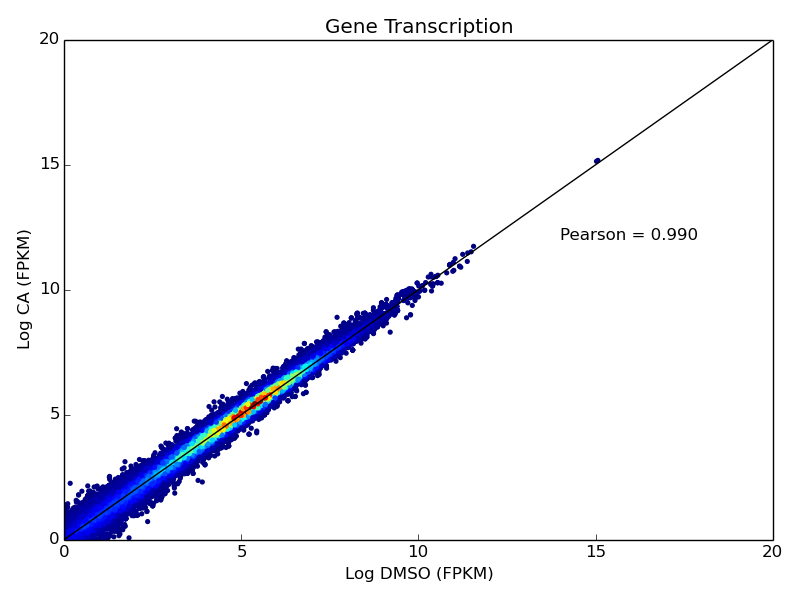 Gene Transcription
20
15
10
5
0
Log CA (FPKM)
Pearson = 0.990
0 5 10 15 20
Log DMSO (FPKM)